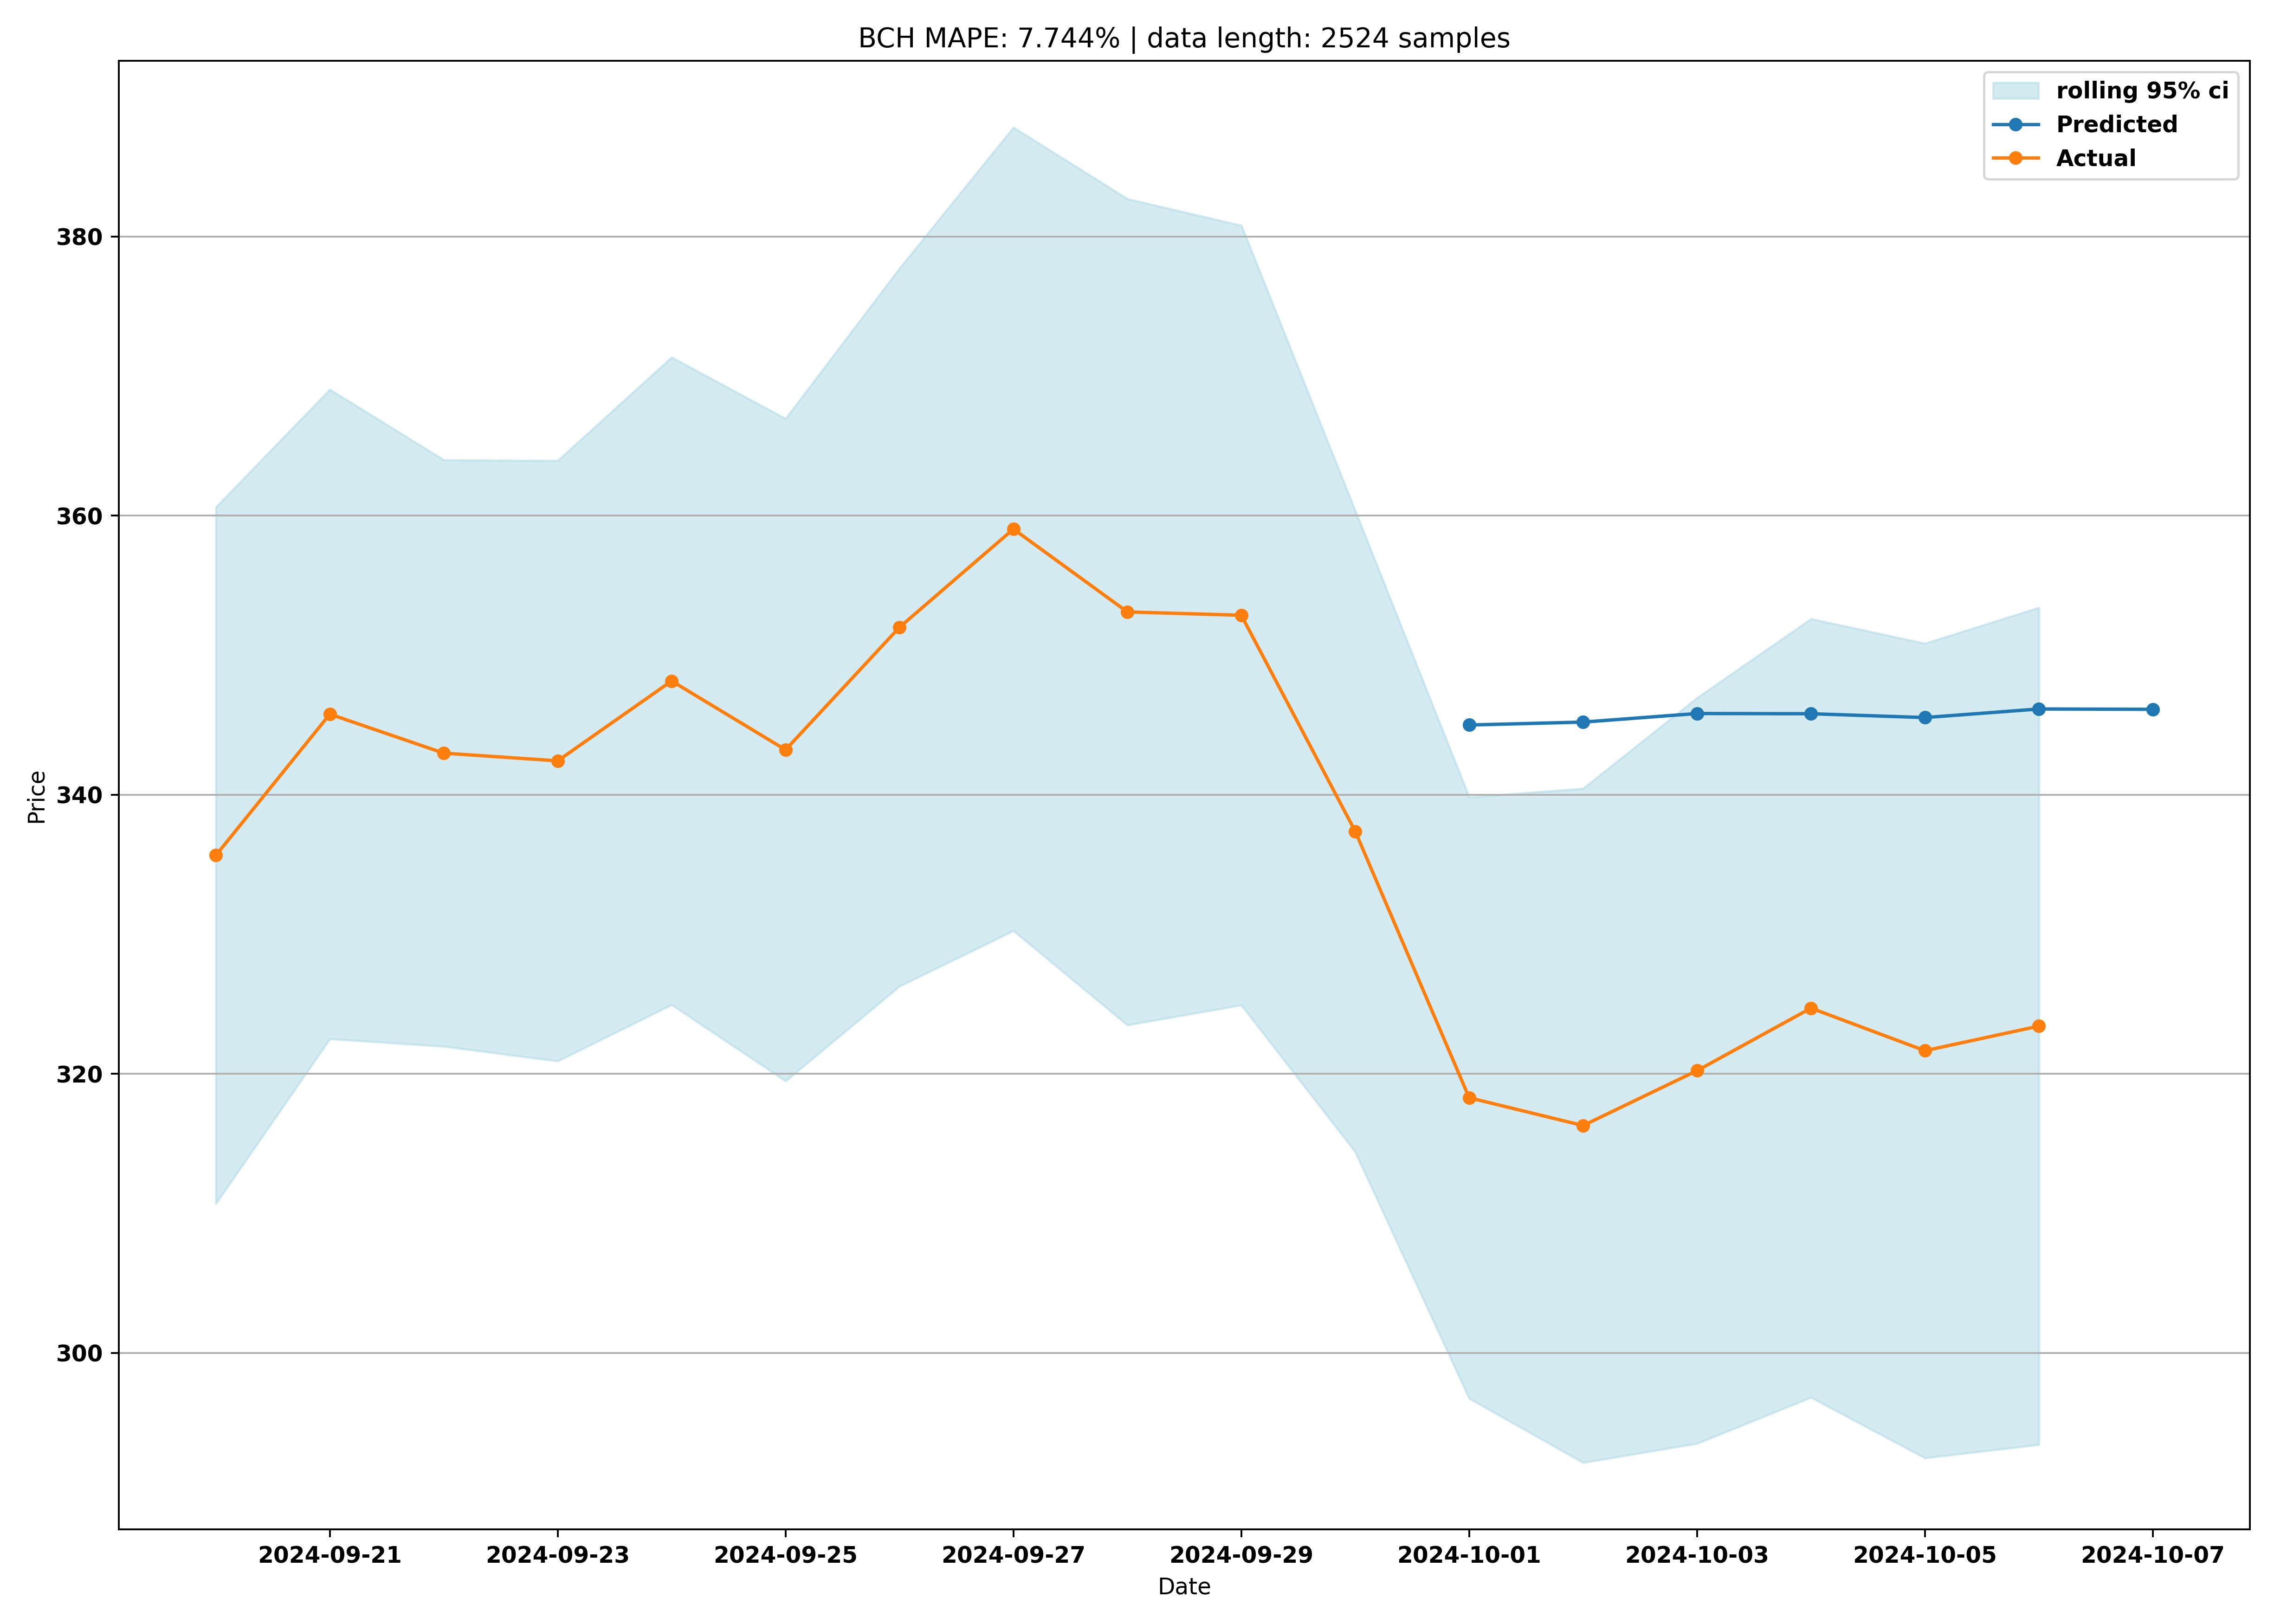 BCH MAPE: 7.744% | data length: 2524 samples
rolling 95% ci
Predicted
Actual
380
360
340
320
300
Price
2024-09-21 2024-09-23 2024-09-25 2024-09-27 2024-09-29 2024-10-01 2024-10-03 2024-10-05 2024-10-07
Date